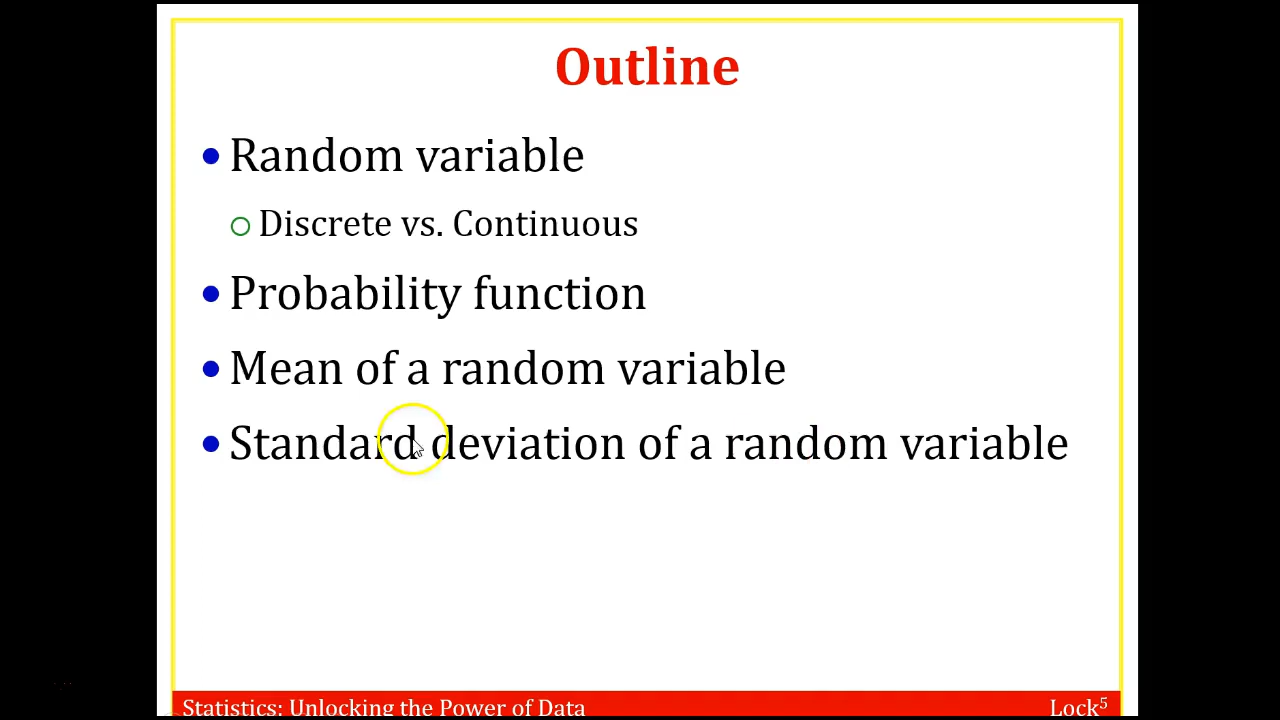 Outline
Random variable
Discrete vs. Continuous
Probability function
Mean of a random variable
Standard deviation of a random variable
Statistics: Unlocking the Power of Data
Lock⁵